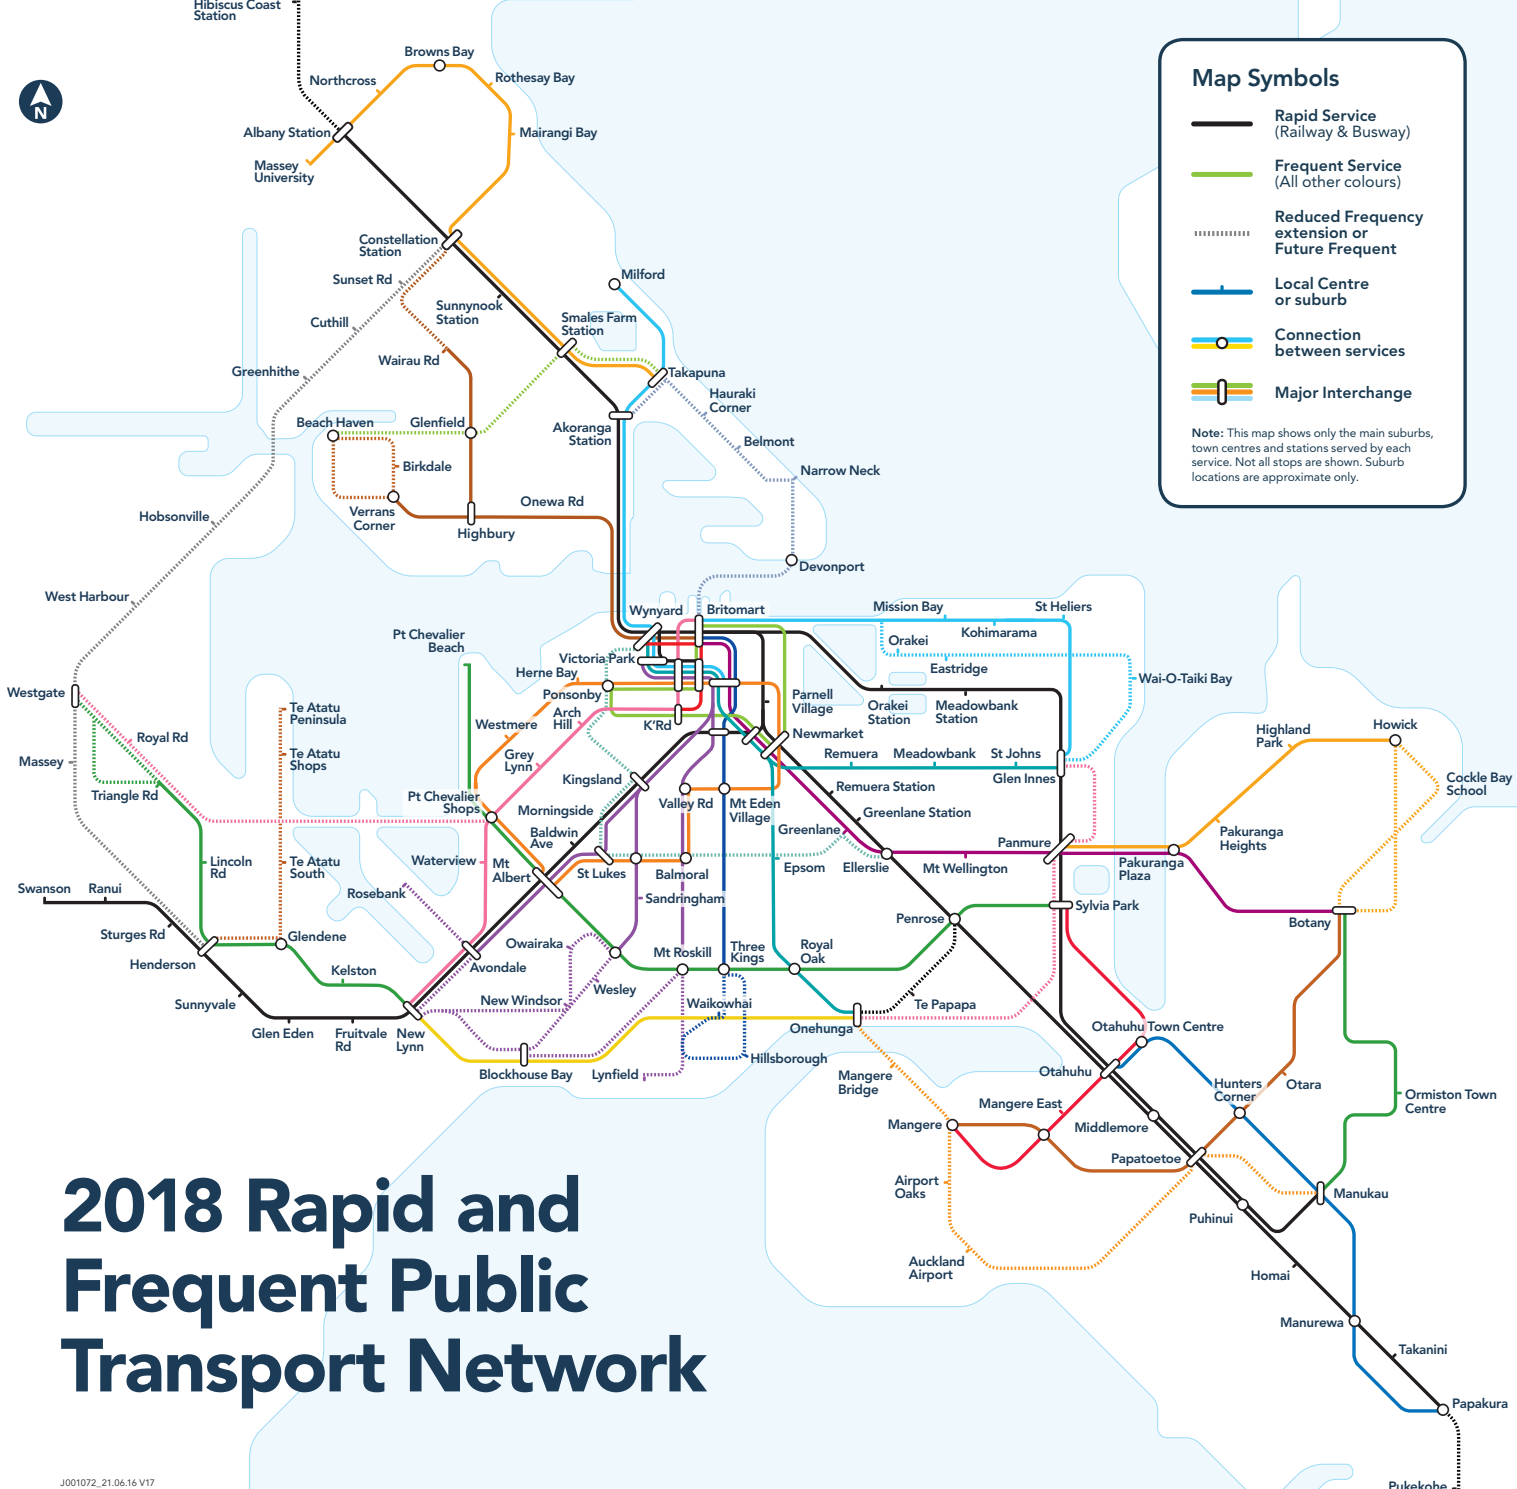 Hibiscus Coast
Station
Browns Bay
Northcross
Rothesay Bay
Albany Station
Mairangi Bay
Massey
University
N
Map Symbols
Rapid Service
(Railway & Busway)
Frequent Service
(All other colours)
Reduced Frequency
extension or
Future Frequent
Local Centre
or suburb
Connection
between services
Major Interchange
Note: This map shows only the main suburbs,
town centres and stations served by each
service. Not all stops are shown. Suburb
locations are approximate only.
Constellation
Station
Sunset Rd
Milford
Sunnynook
Station
Smales Farm
Station
Cuthill
Wairau Rd
Greenhithe
Takapuna
Hauraki
Corner
Beach Haven
Glenfield
Akoranga
Station
Belmont
Birkdale
Narrow Neck
Onewa Rd
Verrans
Corner
Highbury
Hobsonville
Devonport
West Harbour
Wynyard
Britomart
Mission Bay
St Heliers
Kohimarama
Pt Chevalier
Beach
Orakei
Victoria Park
Eastridge
Herne Bay
Wai-O-Taiki Bay
Westgate
Ponsonby
Parnell
Village
Orakei
Station
Meadowbank
Station
Te Atatu
Peninsula
Arch
Hill
Westmere
K'Rd
Highland
Park
Howick
Royal Rd
Newmarket
Grey
Lynn
Remuera
Meadowbank
St Johns
Massey
Te Atatu
Shops
Kingsland
Glen Innes
Cockle Bay
School
Triangle Rd
Pt Chevalier
Shops
Morningside
Valley Rd
Mt Eden
Village
Remuera Station
Greenlane Station
Baldwin
Ave
Greenlane
Pakuranga
Heights
Panmure
Lincoln
Rd
Te Atatu
South
Waterview
Mt
Albert
St Lukes
Balmoral
Epsom
Ellerslie
Mt Wellington
Pakuranga
Plaza
Swanson
Ranui
Rosebank
Sandringham
Sylvia Park
Penrose
Botany
Sturges Rd
Glendene
Owairaka
Mt Roskill
Three
Kings
Royal
Oak
Henderson
Kelston
Avondale
Wesley
Sunnyvale
New Windsor
Waikowhai
Te Papapa
Glen Eden
Fruitvale
Rd
New
Lynn
Onehunga
Otahuhu Town Centre
Blockhouse Bay
Lynfield
Hillsborough
Mangere
Bridge
Otahuhu
Otara
Hunters
Corner
Ormiston Town
Centre
Mangere East
Mangere
Middlemore
Papatoetoe
Airport
Oaks
Manukau
Puhinui
2018 Rapid and
Frequent Public
Transport Network
Auckland
Airport
Homai
Manurewa
Takanini
Papakura
J001072_21.06.16 V17
Pukekohe